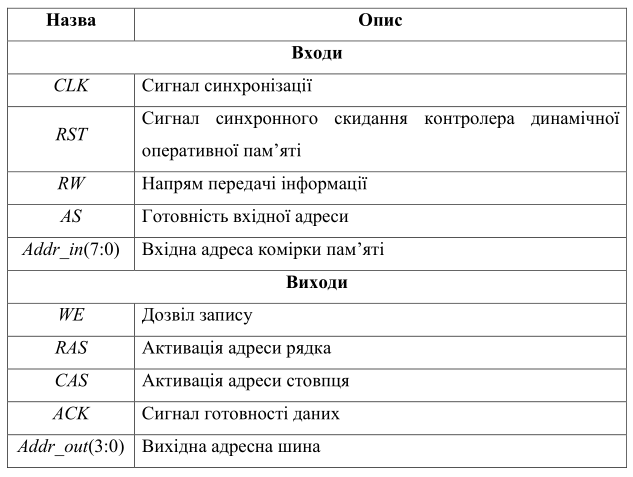 Назва Опис
Входи
CLK Сигнал синхронізації
Сигнал синхронного скидання контролера динамічної
RST
оперативної пам’яті
RW Напрям передачі інформації
AS Готовність вхідної адреси
Addr_in(7:0) Вхідна адреса комірки пам’яті
Виходи
WE Дозвіл запису
RAS Активація адреси рядка
CAS Активація адреси стовпця
ACK Сигнал готовності даних
Addr_out(3:0) Вихідна адресна шина